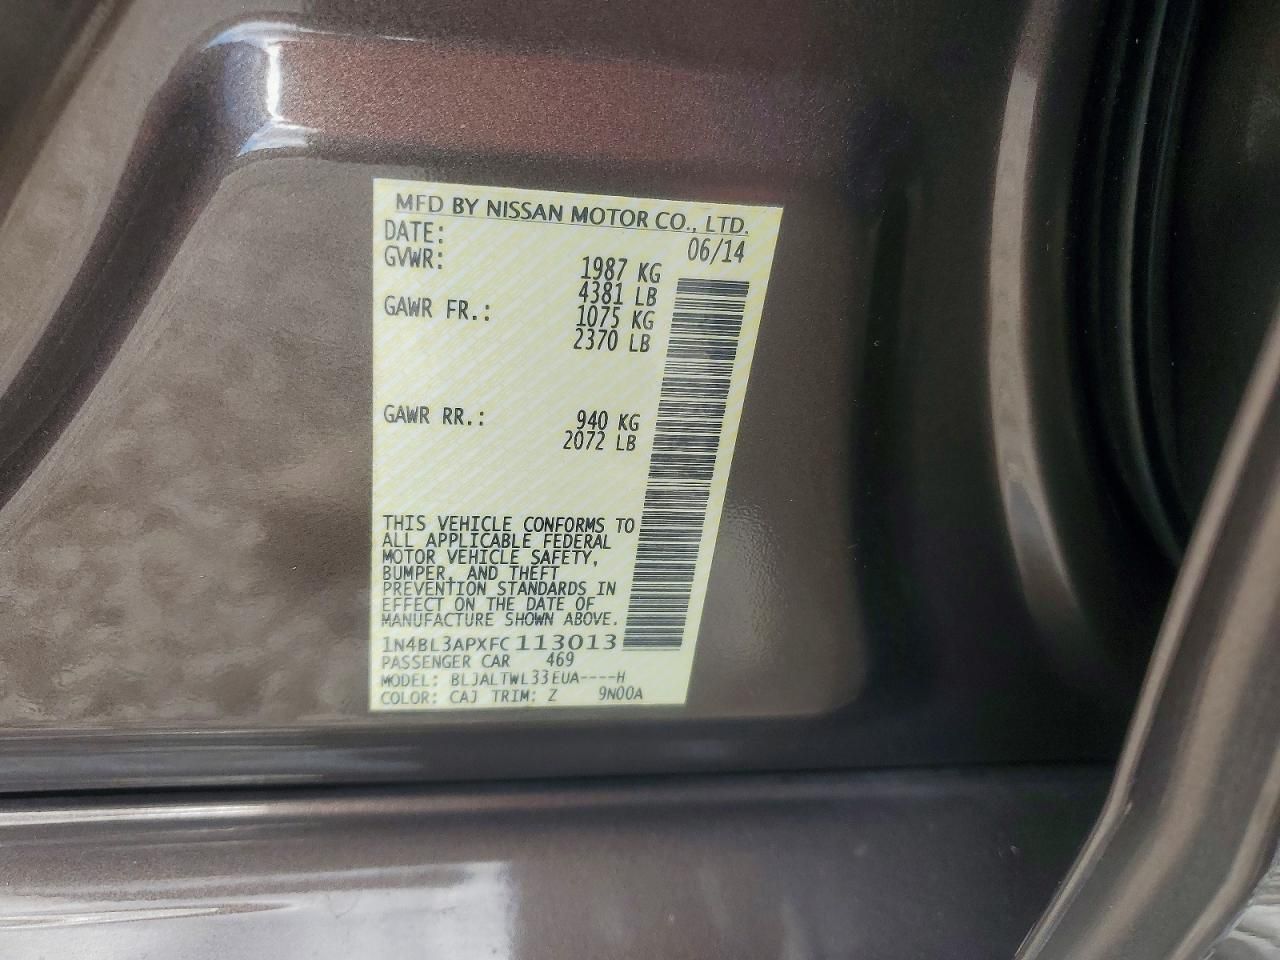 MFD BY NISSAN MOTOR CO., LTD.
DATE: 06/14
GVWR: 1987 KG
4381 LB
GAWR FR.: 1075 KG
2370 LB
GAWR RR.: 940 KG
2072 LB
THIS VEHICLE CONFORMS TO
ALL APPLICABLE FEDERAL
MOTOR VEHICLE SAFETY,
BUMPER, AND THEFT
PREVENTION STANDARDS IN
EFFECT ON THE DATE OF
MANUFACTURE SHOWN ABOVE.
1N4BL3APXFC113013
PASSENGER CAR 469
MODEL: BLJALTWL33EUA----H
COLOR: CAJ TRIM: Z 9N00A